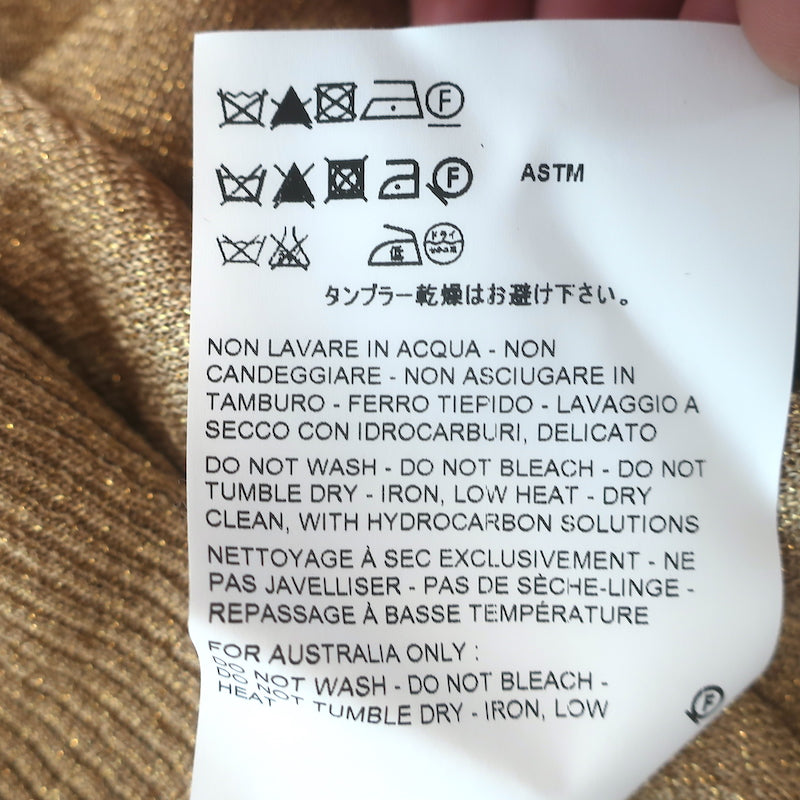 F
F ASTM
低 ドライ
タンブラー乾燥はお避け下さい。
NON LAVARE IN ACQUA - NON
CANDEGGIARE - NON ASCIUGARE IN
TAMBURO - FERRO TIEPIDO - LAVAGGIO A
SECCO CON IDROCARBURI, DELICATO
DO NOT WASH - DO NOT BLEACH - DO NOT
TUMBLE DRY - IRON, LOW HEAT - DRY
CLEAN, WITH HYDROCARBON SOLUTIONS
NETTOYAGE À SEC EXCLUSIVEMENT - NE
PAS JAVELLISER - PAS DE SÈCHE-LINGE -
REPASSAGE À BASSE TEMPÉRATURE
FOR AUSTRALIA ONLY :
DO NOT WASH - DO NOT BLEACH -
DO NOT TUMBLE DRY - IRON, LOW
HEAT
F